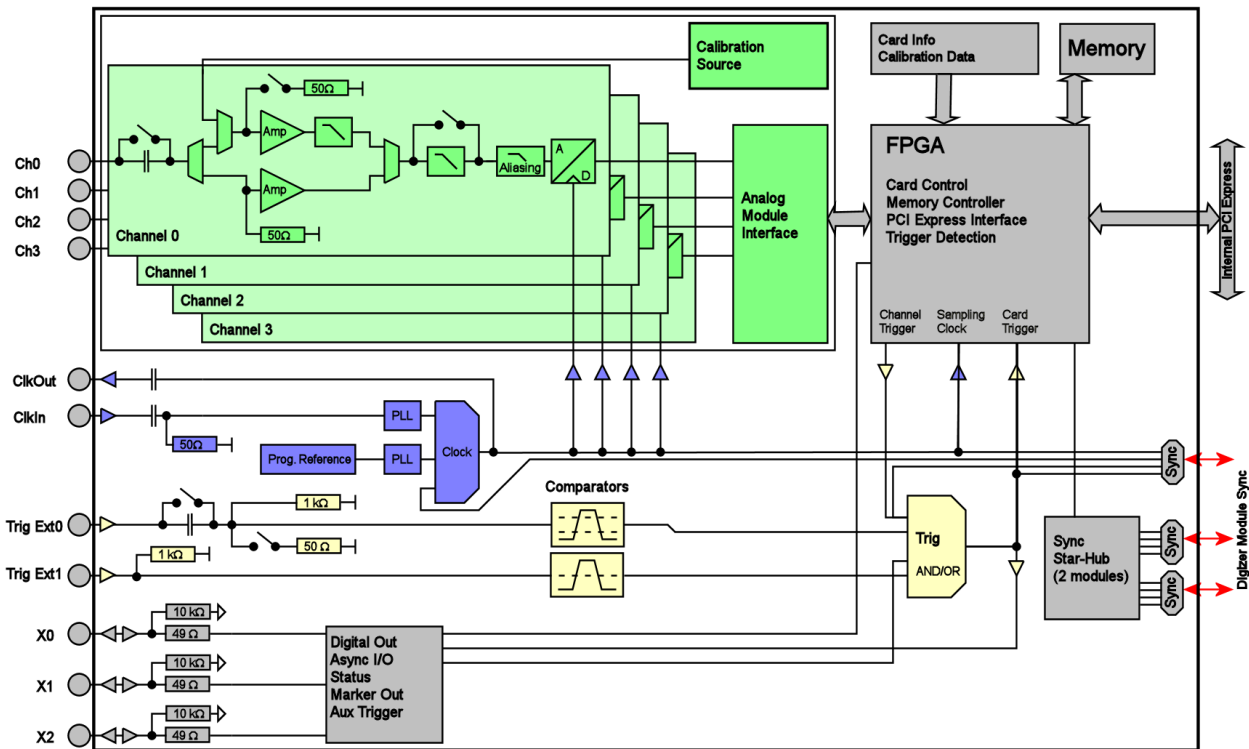 Calibration
Source
Card Info
Calibration Data
Memory
50Ω
Amp
Amp
50Ω
Aliasing
A
D
Ch0
Ch1
Ch2
Ch3
Channel 0
Channel 1
Channel 2
Channel 3
Analog
Module
Interface
FPGA
Card Control
Memory Controller
PCI Express Interface
Trigger Detection
Channel
Trigger
Sampling
Clock
Card
Trigger
Internal PCI Express
ClkOut
ClkIn
50Ω
PLL
Prog. Reference
PLL
Clock
Sync
Comparators
Trig Ext0
1 kΩ
50 Ω
Trig Ext1
1 kΩ
Trig
AND/OR
Sync
Star-Hub
(2 modules)
Sync
Sync
Digizer Module Sync
X0
10 kΩ
49 Ω
X1
10 kΩ
49 Ω
X2
10 kΩ
49 Ω
Digital Out
Async I/O
Status
Marker Out
Aux Trigger